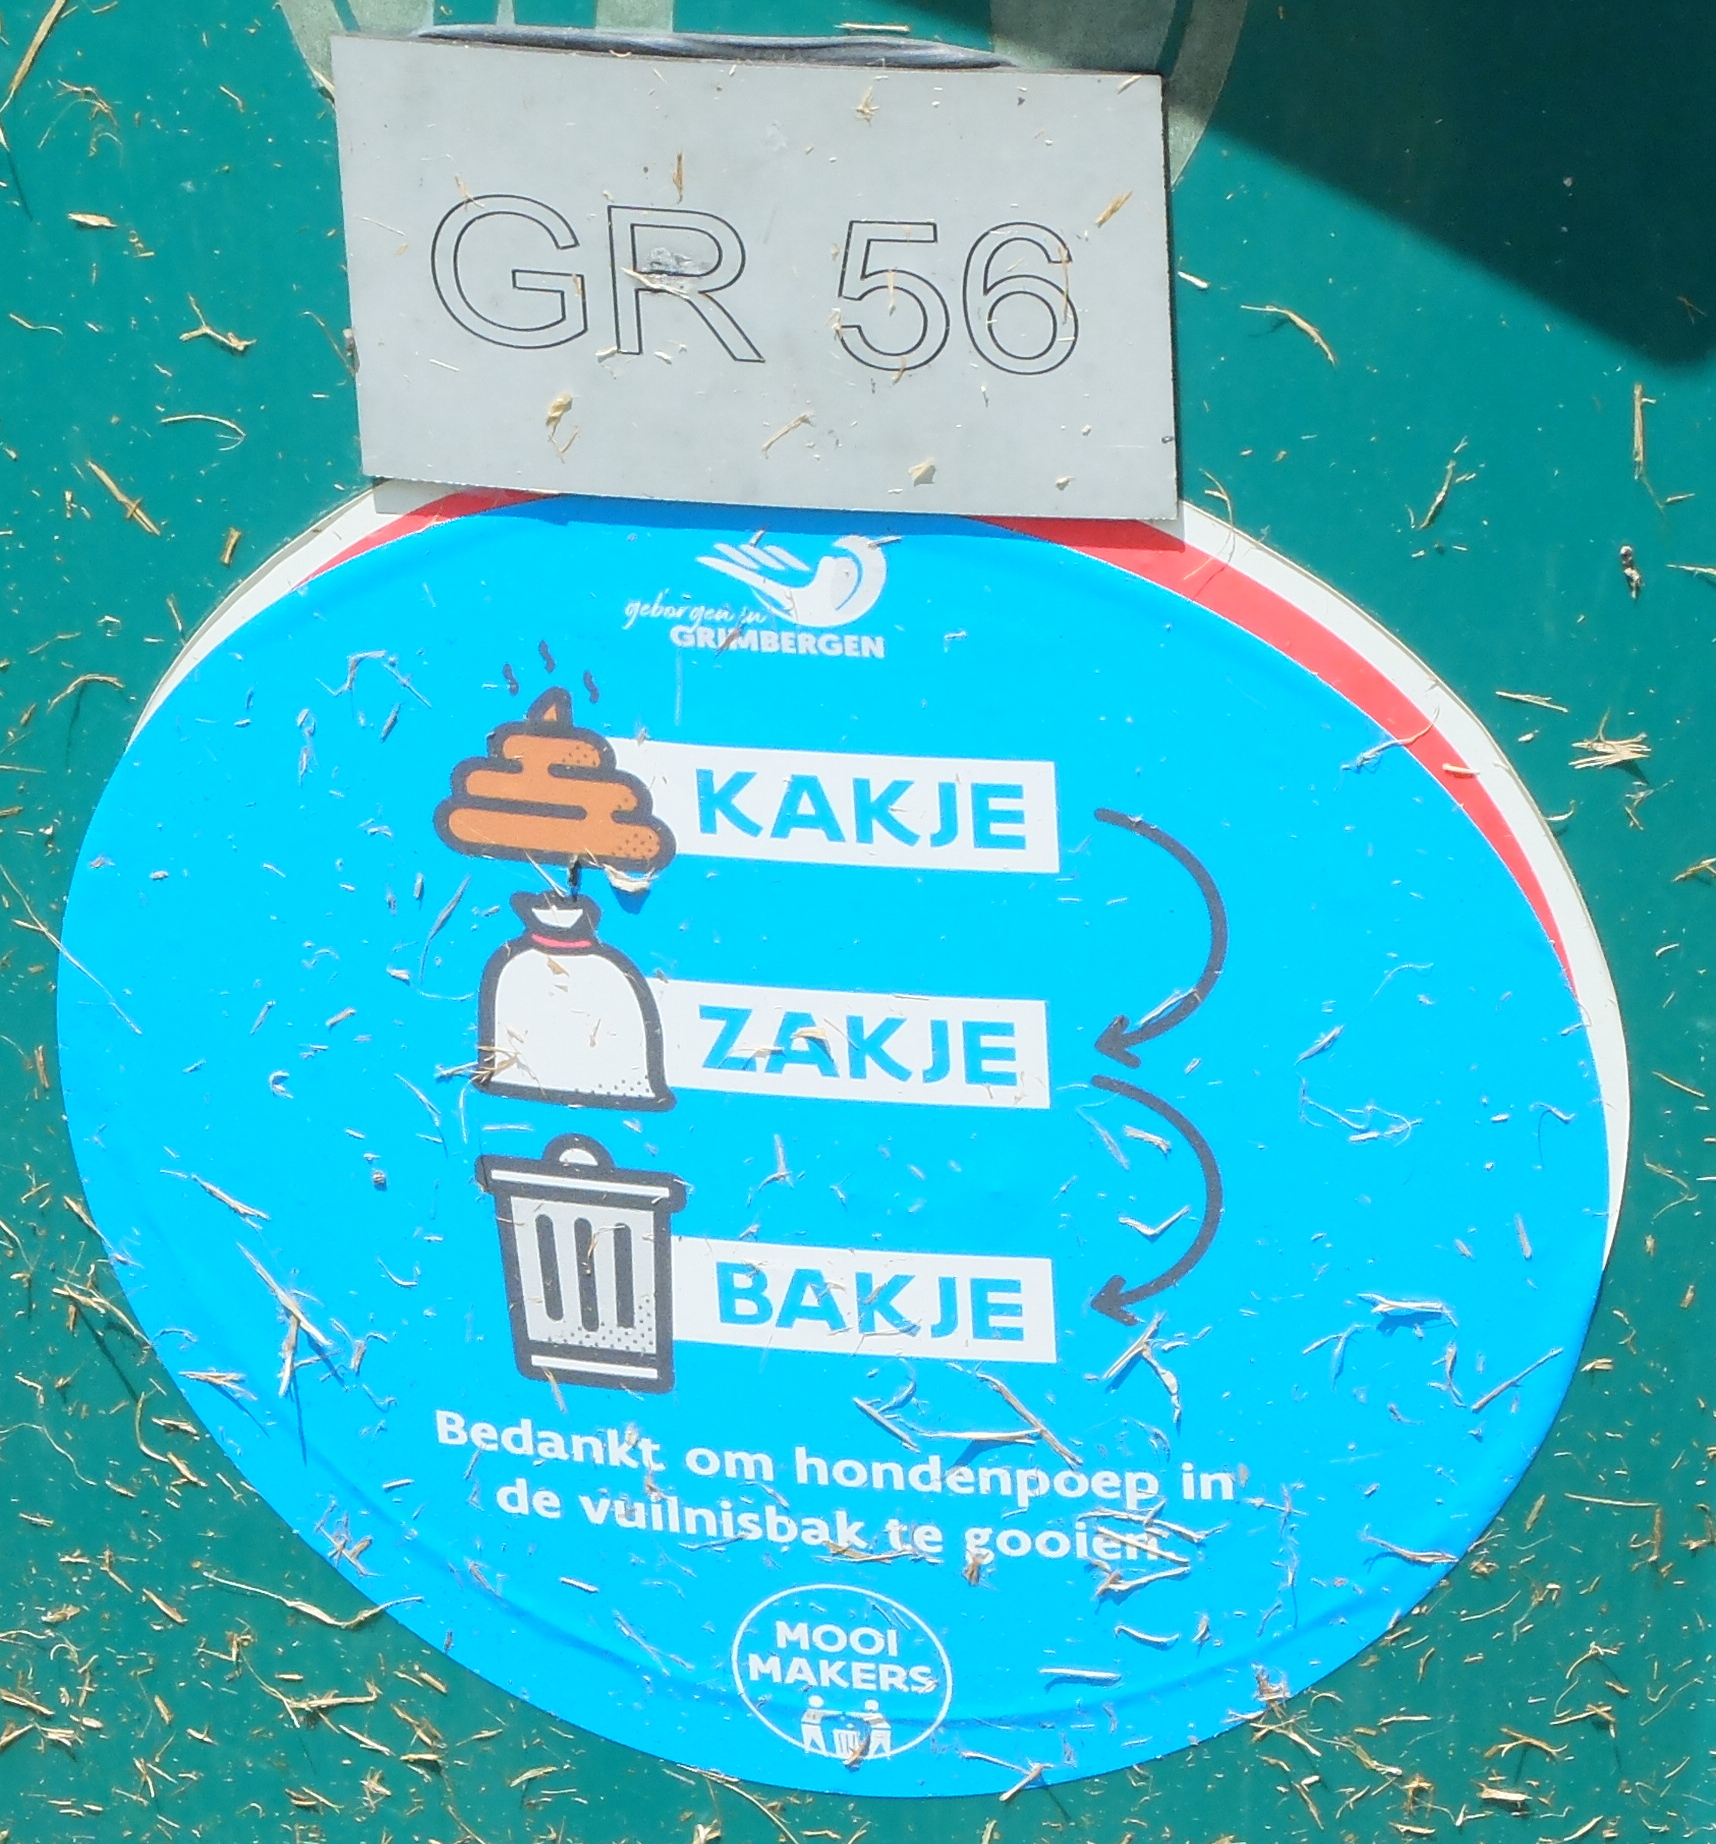 GR 56
geborgen in
GRIMBERGEN
KAKJE
ZAKJE
BAKJE
Bedankt om hondenpoep in
de vuilnisbak te gooien.
MOOI
MAKERS